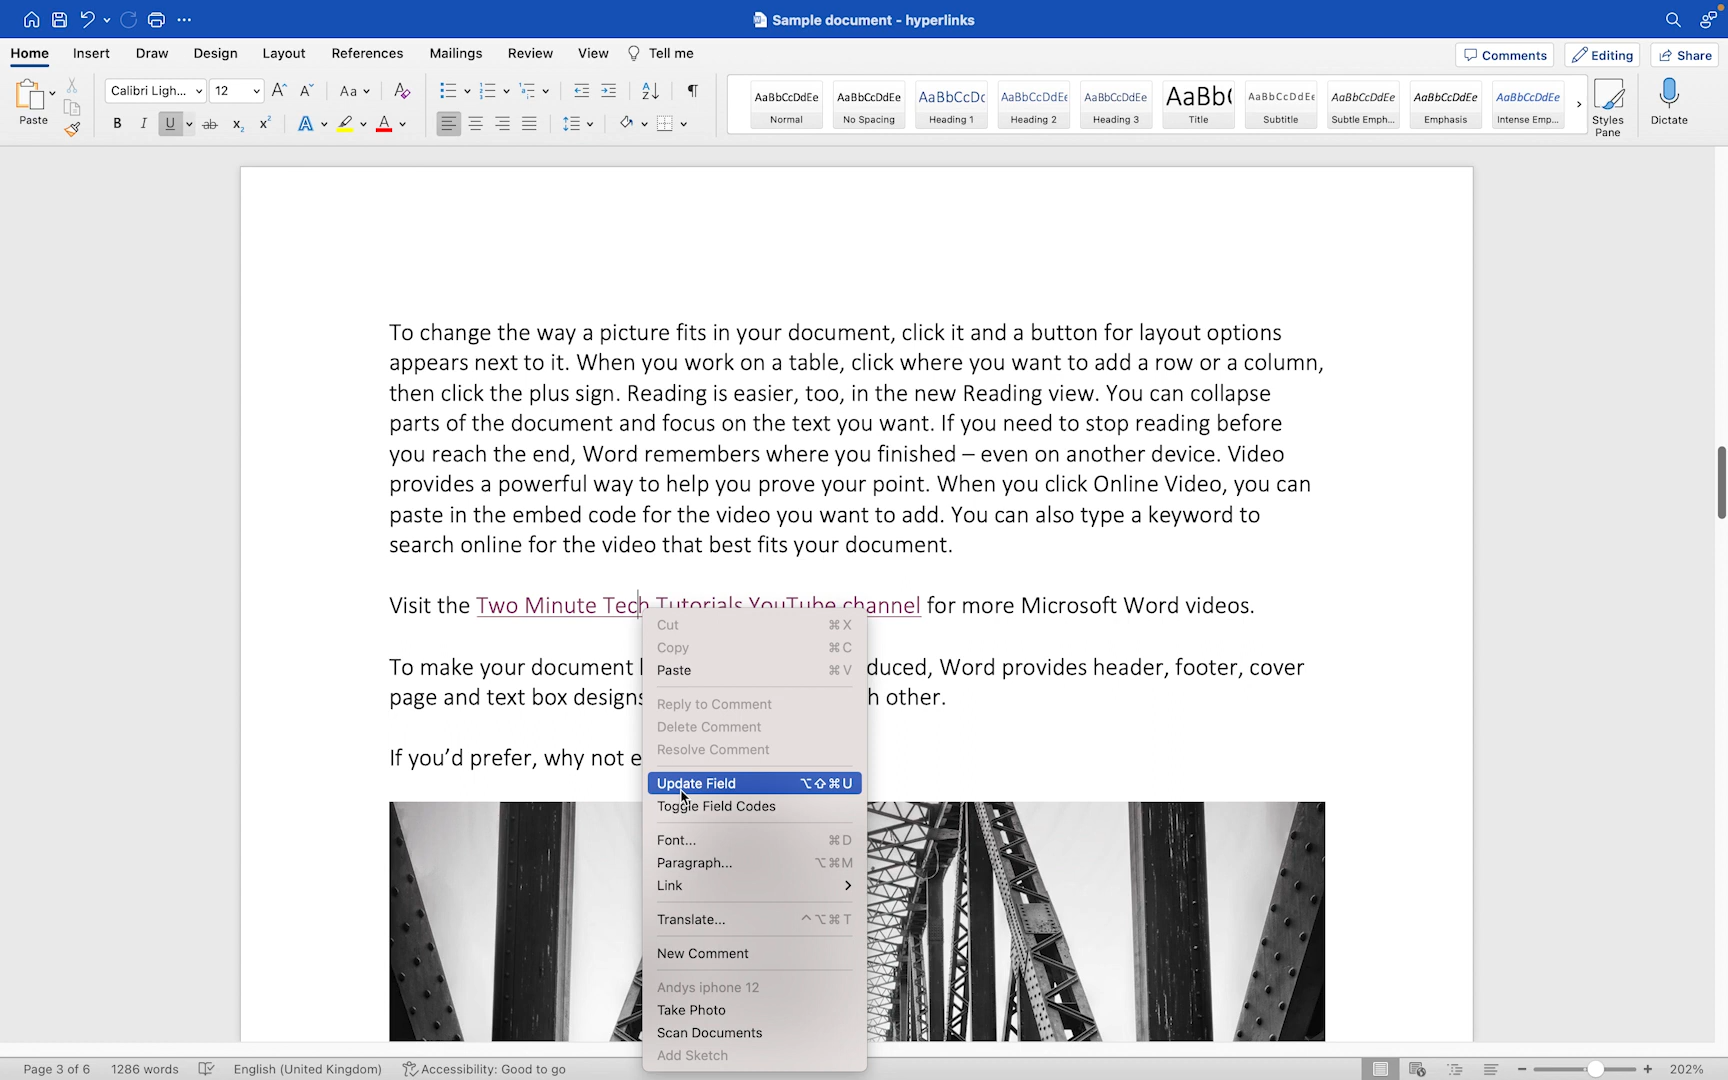 Sample document - hyperlinks
Home Insert Draw Design Layout References Mailings Review View Tell me
Comments Editing Share
Paste
Calibri Ligh... 12
AaBbCcDdEe AaBbCcDdEe AaBbCcDc AaBbCcDdEe AaBbCcDdEe AaBb( AaBbCcDdEe AaBbCcDdEe AaBbCcDdEe AaBbCcDdEe
Normal No Spacing Heading 1 Heading 2 Heading 3 Title Subtitle Subtle Emph... Emphasis Intense Emp...
Styles Pane
Dictate
To change the way a picture fits in your document, click it and a button for layout options
appears next to it. When you work on a table, click where you want to add a row or a column,
then click the plus sign. Reading is easier, too, in the new Reading view. You can collapse
parts of the document and focus on the text you want. If you need to stop reading before
you reach the end, Word remembers where you finished – even on another device. Video
provides a powerful way to help you prove your point. When you click Online Video, you can
paste in the embed code for the video you want to add. You can also type a keyword to
search online for the video that best fits your document.
Visit the Two Minute Tech Tutorials YouTube channel for more Microsoft Word videos.
To make your document duced, Word provides header, footer, cover
page and text box designs h other.
If you'd prefer, why not e
Cut ⌘X
Copy ⌘C
Paste ⌘V
Reply to Comment
Delete Comment
Resolve Comment
Update Field ⌥⇧⌘U
Toggle Field Codes
Font... ⌘D
Paragraph... ⌥⌘M
Link
Translate... ^⌥⌘T
New Comment
Andys iphone 12
Take Photo
Scan Documents
Add Sketch
Page 3 of 6 1286 words English (United Kingdom) Accessibility: Good to go 202%